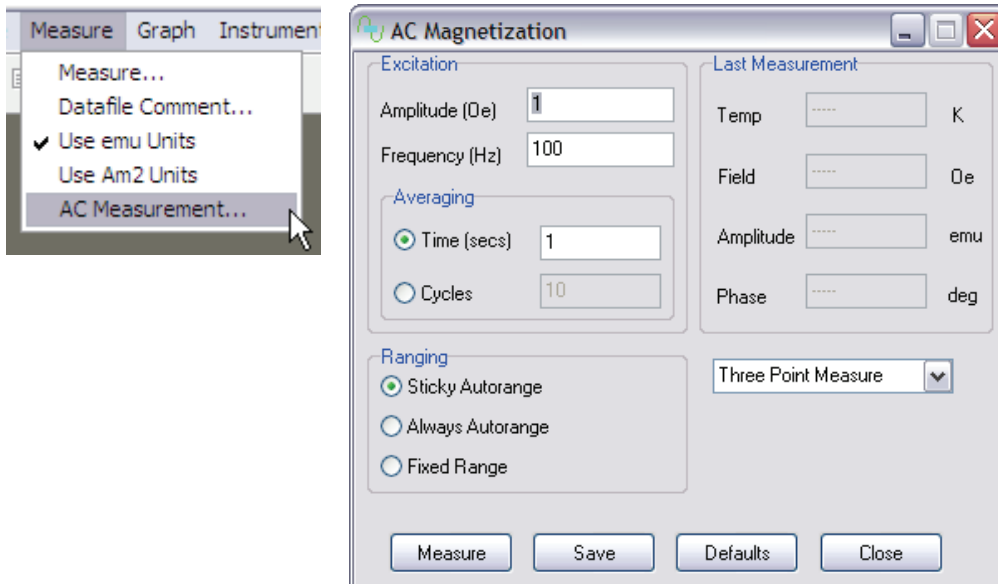 Measure Graph Instrument
Measure...
Datafile Comment...
Use emu Units
Use Am2 Units
AC Measurement...
AC Magnetization
Excitation
Amplitude (Oe) 1
Frequency (Hz) 100
Averaging
Time (secs) 1
Cycles 10
Last Measurement
Temp ----- K
Field ----- Oe
Amplitude ----- emu
Phase ----- deg
Ranging
Sticky Autorange
Always Autorange
Fixed Range
Three Point Measure
Measure Save Defaults Close